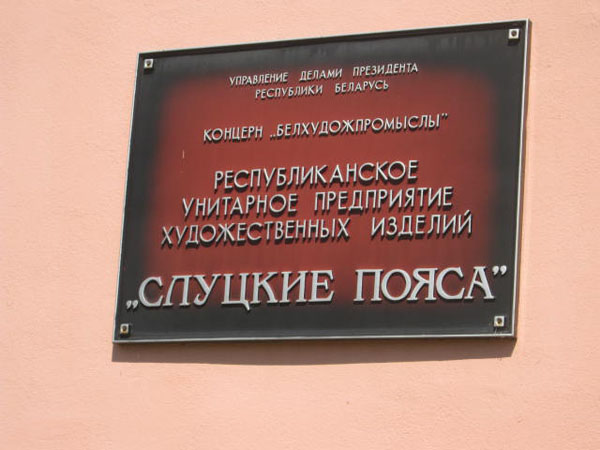 УПРАВЛЕНИЕ ДЕЛАМИ ПРЕЗИДЕНТА
РЕСПУБЛИКИ БЕЛАРУСЬ
КОНЦЕРН „БЕЛХУДОЖПРОМЫСЛЫ"
РЕСПУБЛИКАНСКОЕ
УНИТАРНОЕ ПРЕДПРИЯТИЕ
ХУДОЖЕСТВЕННЫХ ИЗДЕЛИЙ
„СЛУЦКИЕ ПОЯСА”